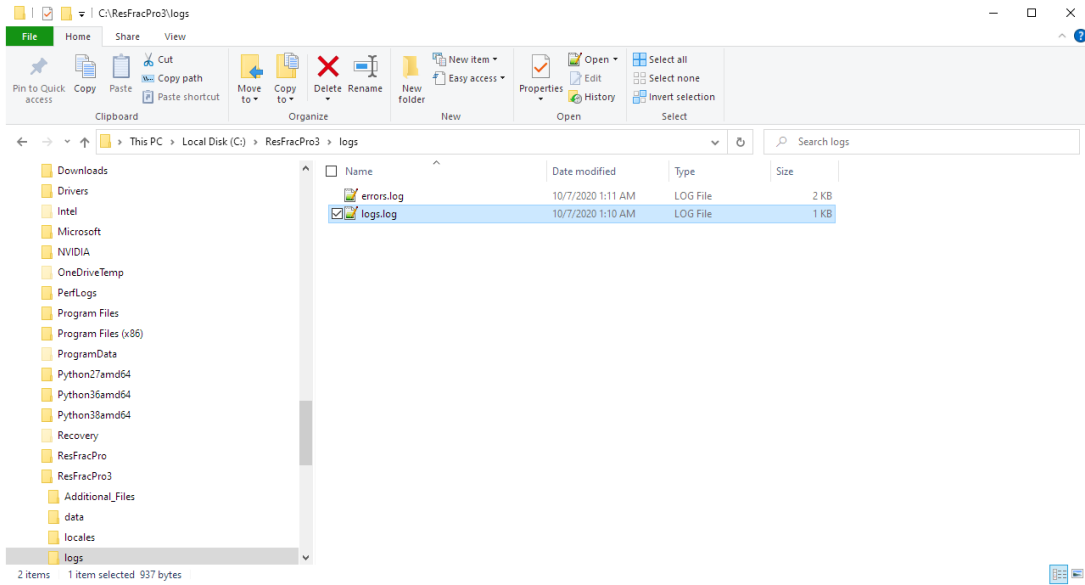 C:\ResFracPro3\logs
File Home Share View
Pin to Quick access
Copy
Paste
Cut
Copy path
Paste shortcut
Clipboard
Move to
Copy to
Delete
Rename
Organize
New folder
New item
Easy access
New
Properties
Open
Edit
History
Open
Select all
Select none
Invert selection
Select
This PC > Local Disk (C:) > ResFracPro3 > logs
Search logs
Downloads
Drivers
Intel
Microsoft
NVIDIA
OneDriveTemp
PerfLogs
Program Files
Program Files (x86)
ProgramData
Python27amd64
Python36amd64
Python38amd64
Recovery
ResFracPro
ResFracPro3
Additional_Files
data
locales
logs
Name Date modified Type Size
errors.log 10/7/2020 1:11 AM LOG File 2 KB
logs.log 10/7/2020 1:10 AM LOG File 1 KB
2 items 1 item selected 937 bytes